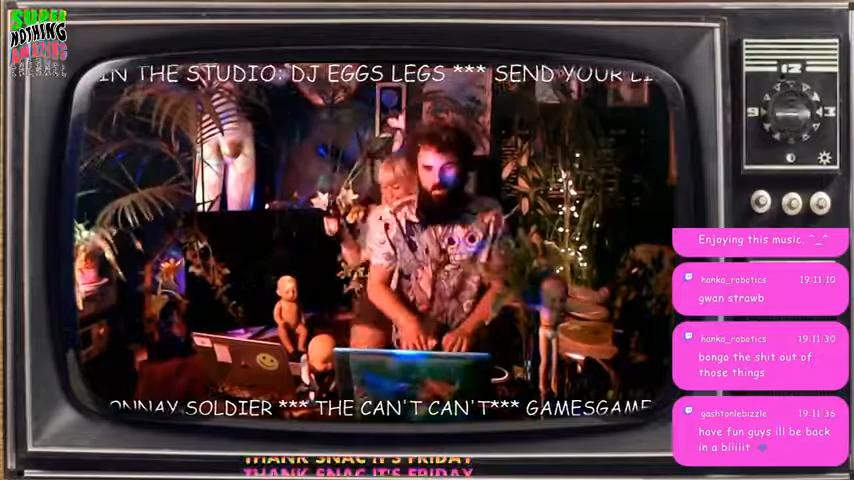 SUPER
NOTHING
AMAZING
CHANNEL
IN THE STUDIO: DJ EGGS LEGS *** SEND YOUR
12
9
3
Enjoying this music. ^_^
hanka_robotics 19:11:10
gwan strawb
hanka_robotics 19:11:30
bongo the shit out of
those things
gashtonlebizzle 19:11:36
have fun guys ill be back
in a biiiiit
SOLDIER *** THE CAN'T CAN'T*** GAMESGAME
THANK SNAC IT'S FRIDAY
THANK SNAC IT'S FRIDAY